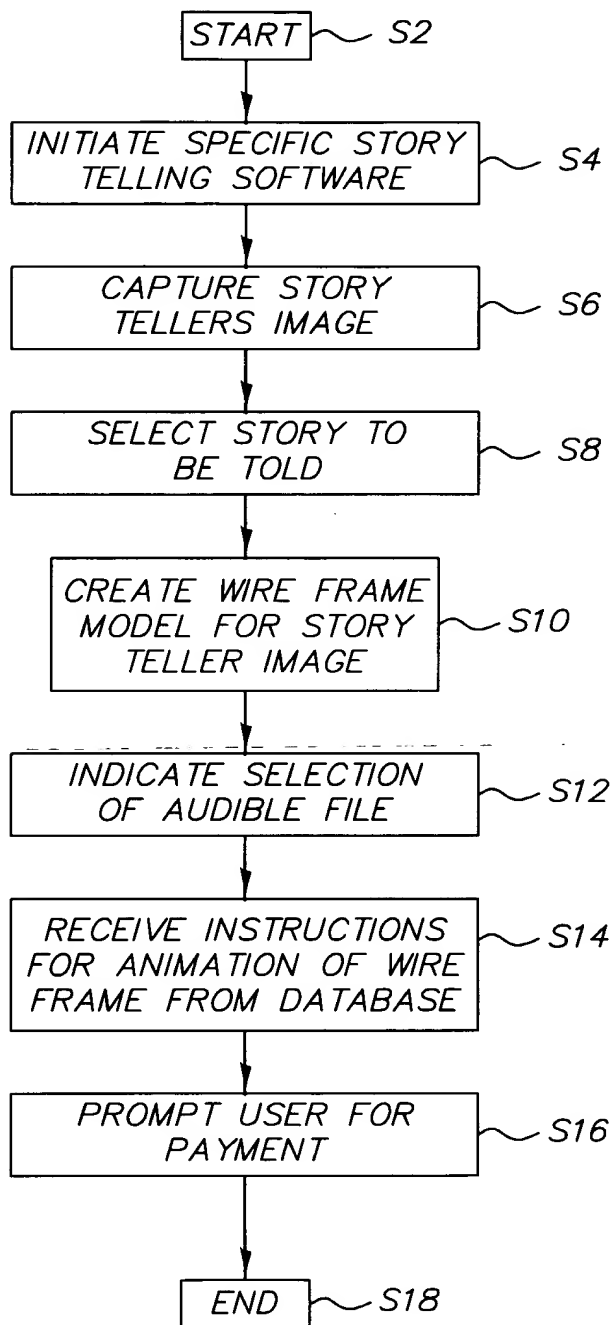 START S2
INITIATE SPECIFIC STORY
TELLING SOFTWARE S4
CAPTURE STORY
TELLERS IMAGE S6
SELECT STORY TO
BE TOLD S8
CREATE WIRE FRAME
MODEL FOR STORY
TELLER IMAGE S10
INDICATE SELECTION
OF AUDIBLE FILE S12
RECEIVE INSTRUCTIONS
FOR ANIMATION OF WIRE
FRAME FROM DATABASE S14
PROMPT USER FOR
PAYMENT S16
END S18